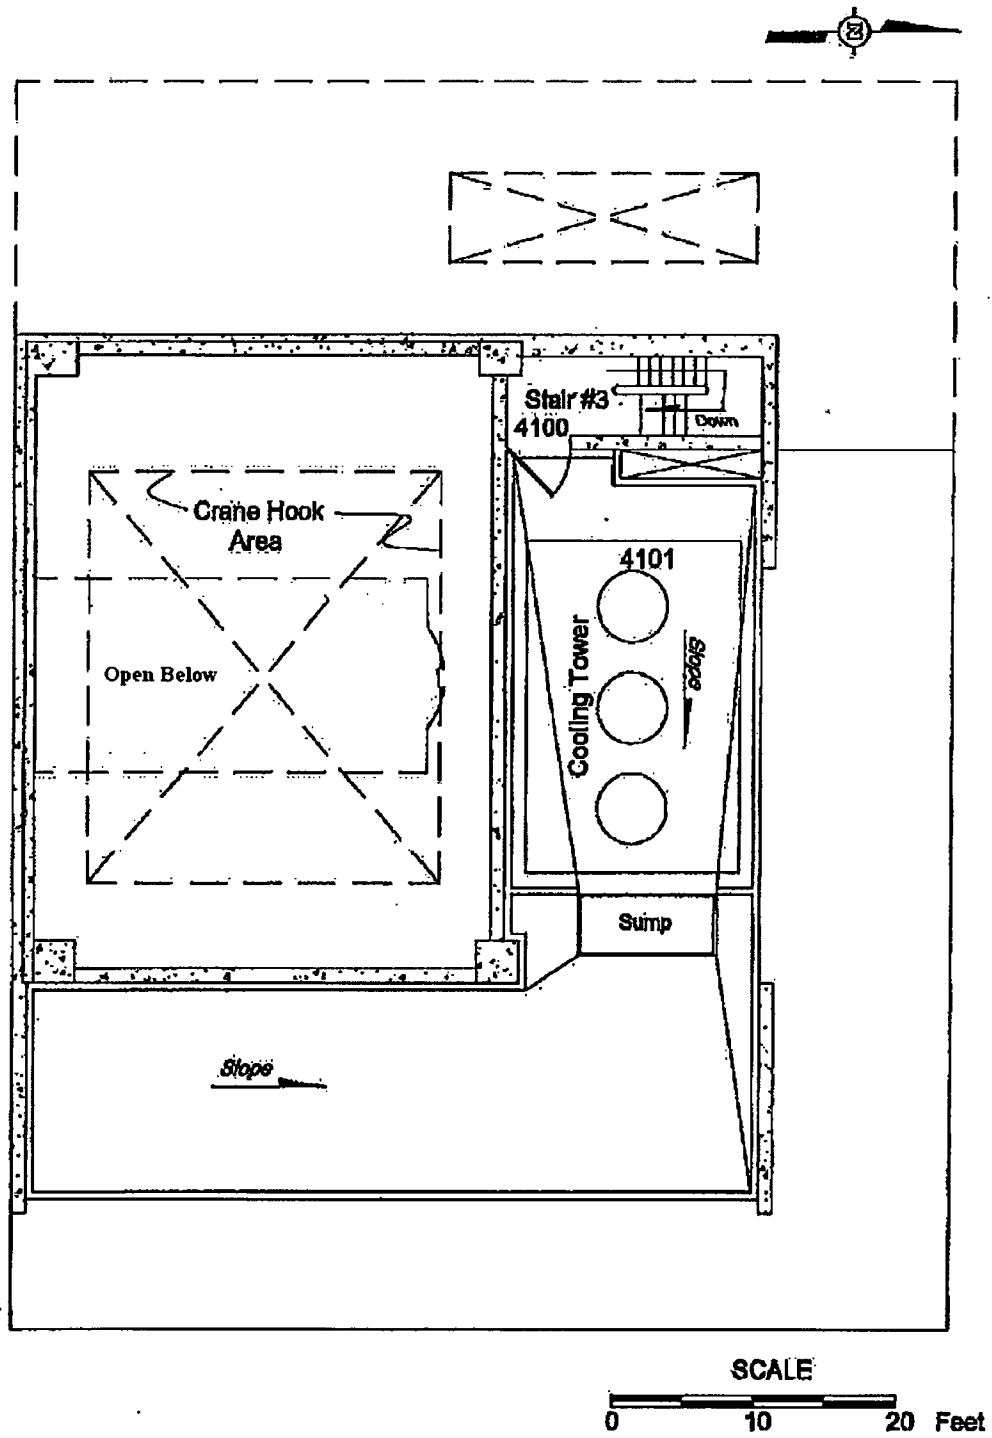 N
Stair #3
4100
Down
Crane Hook
Area
4101
Cooling Tower
Slope
Open Below
Sump
Slope
SCALE
0 10 20 Feet